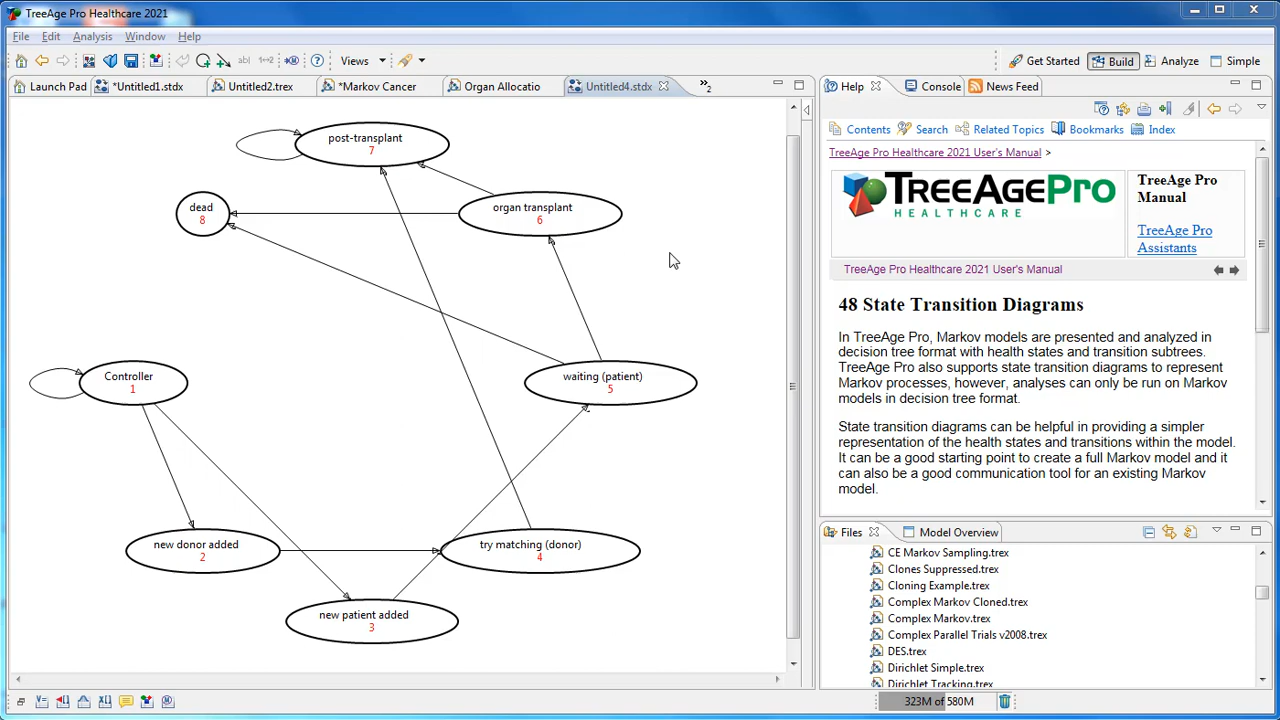 TreeAge Pro Healthcare 2021
File Edit Analysis Window Help
Views
Get Started Build Analyze Simple
Launch Pad *Untitled1.stdx Untitled2.trex *Markov Cancer Organ Allocatio Untitled4.stdx »2
post-transplant
7
dead
8
organ transplant
6
Controller
1
waiting (patient)
5
new donor added
2
try matching (donor)
4
new patient added
3
Help Console News Feed
Contents Search Related Topics Bookmarks Index
TreeAge Pro Healthcare 2021 User's Manual >
TREEAGEPRO
HEALTHCARE
TreeAge Pro
Manual
TreeAge Pro
Assistants
TreeAge Pro Healthcare 2021 User's Manual
48 State Transition Diagrams
In TreeAge Pro, Markov models are presented and analyzed in
decision tree format with health states and transition subtrees.
TreeAge Pro also supports state transition diagrams to represent
Markov processes, however, analyses can only be run on Markov
models in decision tree format.
State transition diagrams can be helpful in providing a simpler
representation of the health states and transitions within the model.
It can be a good starting point to create a full Markov model and it
can also be a good communication tool for an existing Markov
model.
Files Model Overview
CE Markov Sampling.trex
Clones Suppressed.trex
Cloning Example.trex
Complex Markov Cloned.trex
Complex Markov.trex
Complex Parallel Trials v2008.trex
DES.trex
Dirichlet Simple.trex
Dirichlet Tracking.trex
323M of 580M